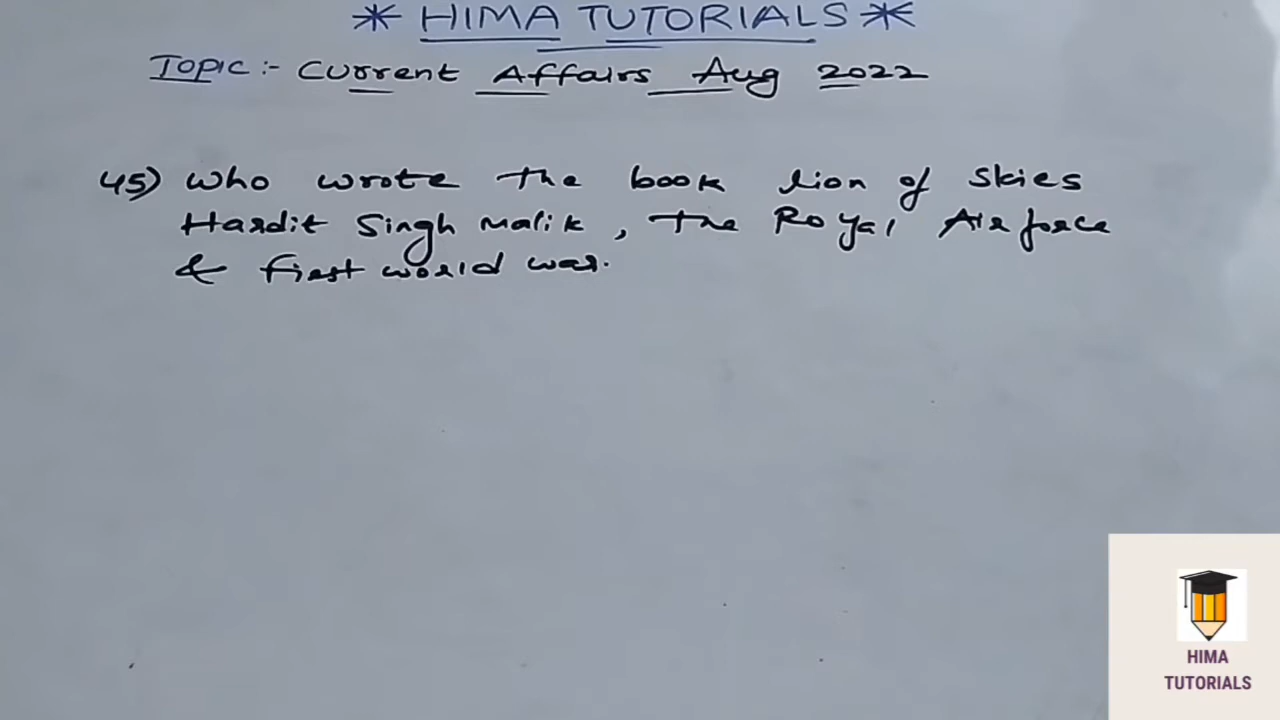 * HIMA TUTORIALS *
Topic :- Current Affairs Aug 2022
45) Who wrote the book lion of skies
Hardit Singh Malik, The Royal Air force
& first world war.
HIMA
TUTORIALS